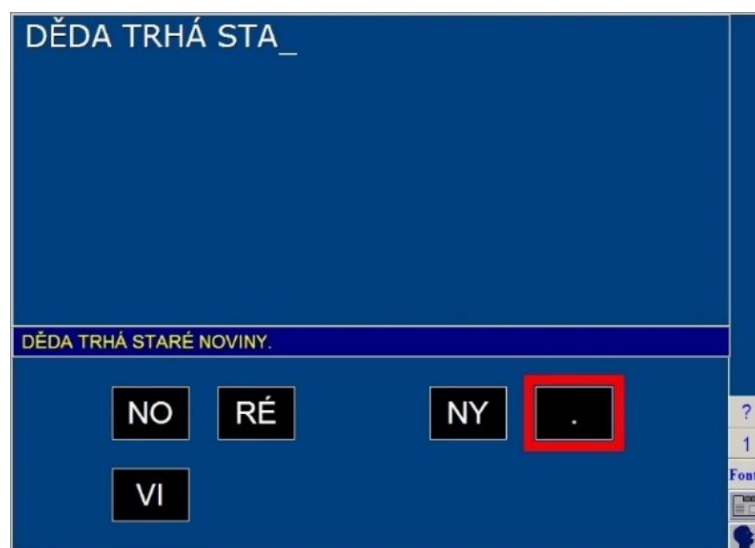 DĚDA TRHÁ STA_
DĚDA TRHÁ STARÉ NOVINY.
NO RÉ NY .
VI
?
1
Font